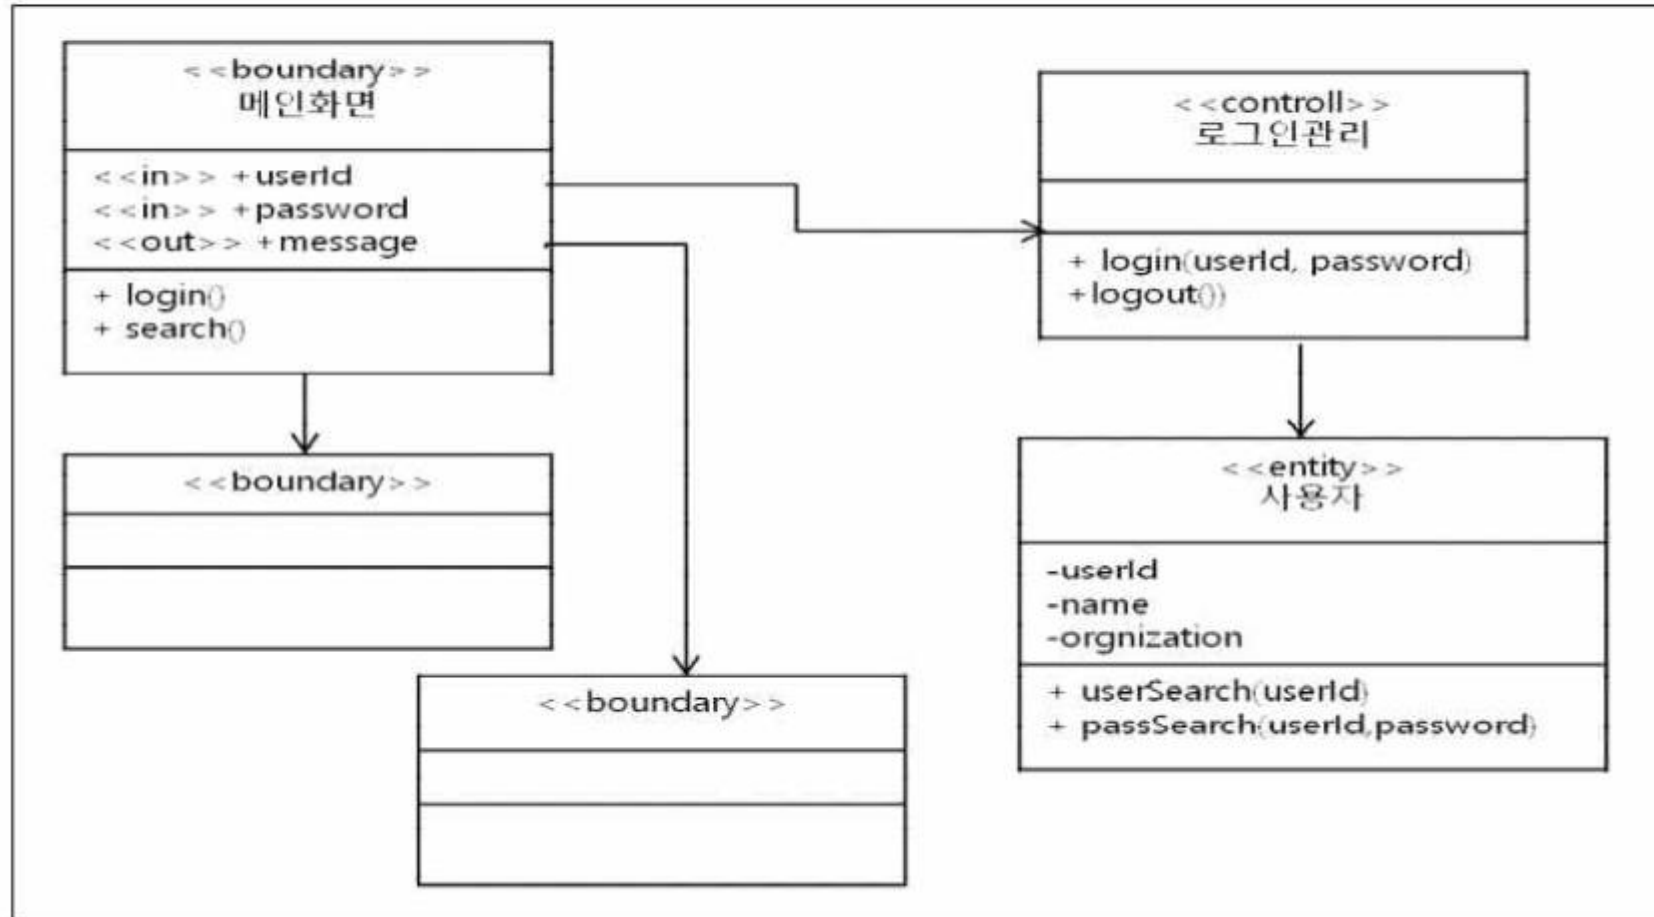 <<boundary>>
메인화면
<<in>> +userId
<<in>> +password
<<out>> +message
+ login()
+ search()
<<controll>>
로그인관리
+ login(userId, password)
+logout())
<<boundary>>
<<entity>>
사용자
-userId
-name
-orgnization
+ userSearch(userId)
+ passSearch(userId,password)
<<boundary>>